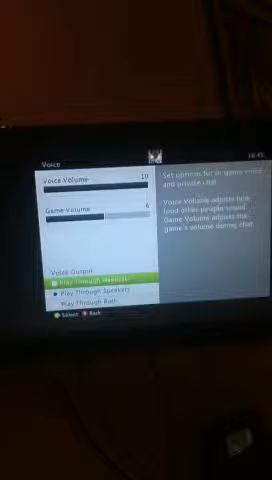 Voice
16:45
Voice Volume 10
Game Volume 6
Voice Output
Play Through Headset
Play Through Speakers
Play Through Both
Select Back
Set options for in-game voice
and private chat.
Voice Volume adjusts how
loud other people sound.
Game Volume adjusts the
game's volume during chat.